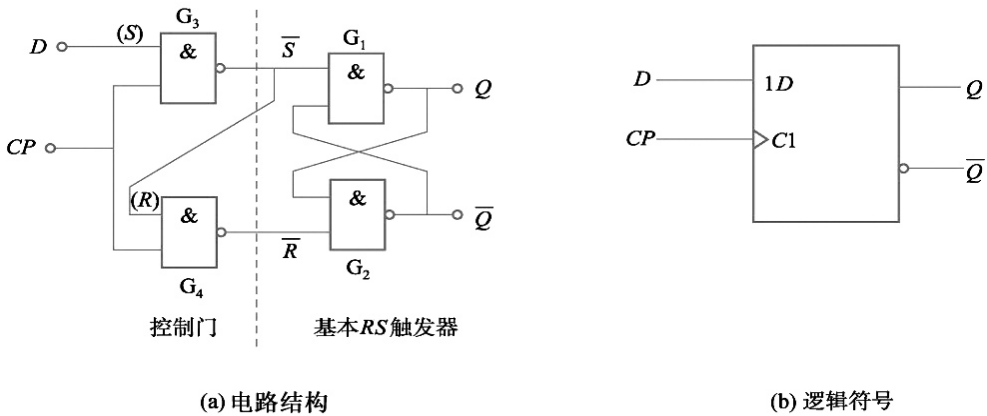 D
(S)
G₃
&
CP
(R)
&
G₄
S̅
R̅
G₁
&
Q
&
Q̅
G₂
控制门
基本RS触发器
(a) 电路结构
D
1D
CP
C1
Q
Q̅
(b) 逻辑符号